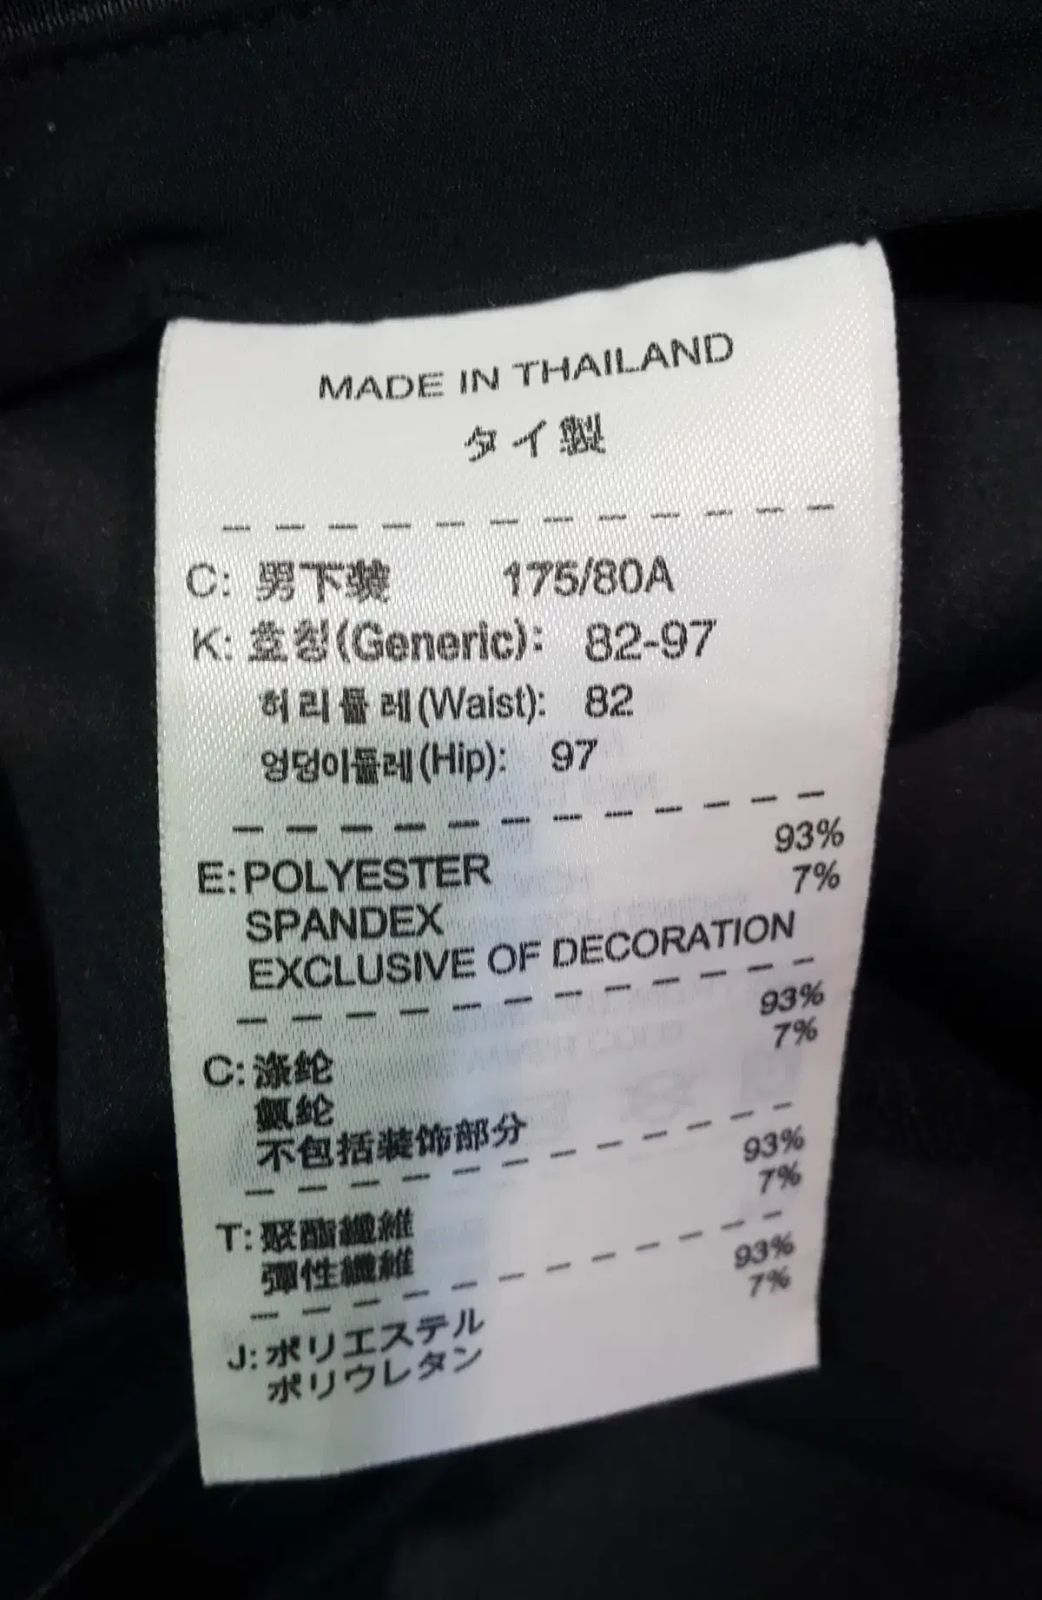 MADE IN THAILAND
タイ製
C: 男下装 175/80A
K: 호칭(Generic): 82-97
허리둘레(Waist): 82
엉덩이둘레(Hip): 97
E: POLYESTER 93%
SPANDEX 7%
EXCLUSIVE OF DECORATION
C: 涤纶 93%
氨纶 7%
不包括装饰部分
T: 聚酯纖維 93%
彈性纖維 7%
J: ポリエステル 93%
ポリウレタン 7%